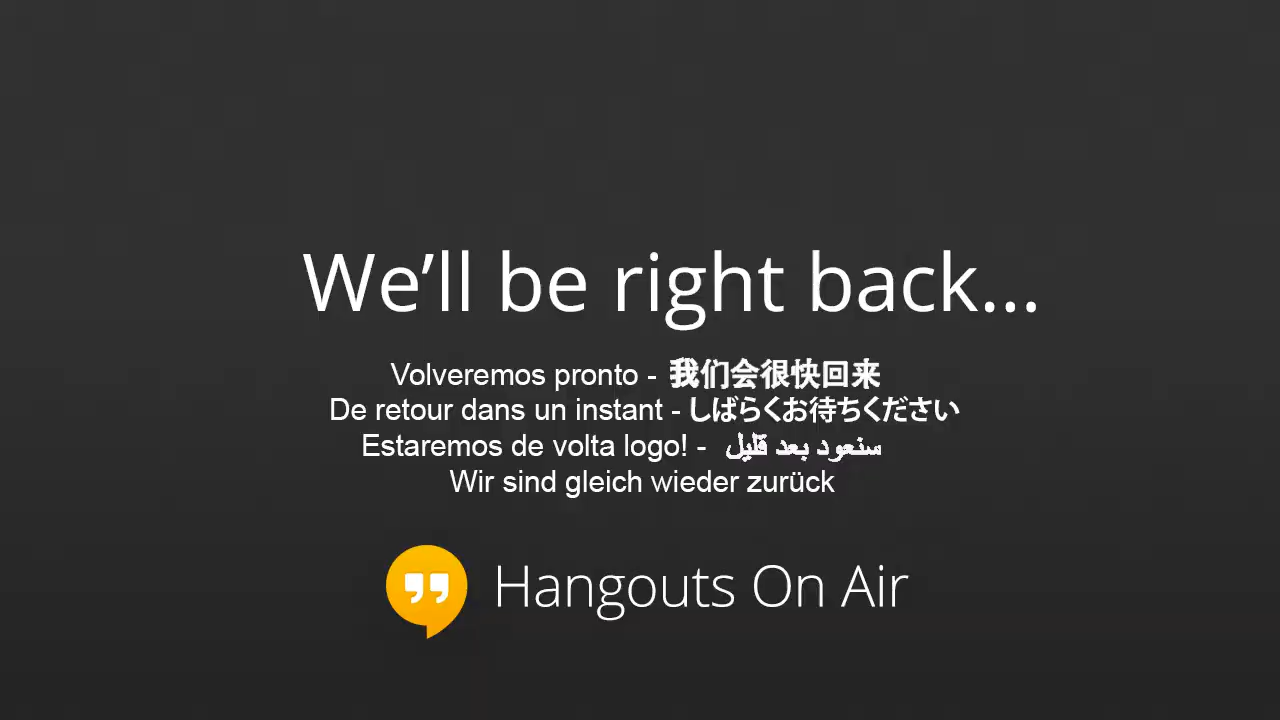 We’ll be right back...
Volveremos pronto - 我们会很快回来
De retour dans un instant - しばらくお待ちください
Estaremos de volta logo! - سنعود بعد قليل
Wir sind gleich wieder zurück
Hangouts On Air